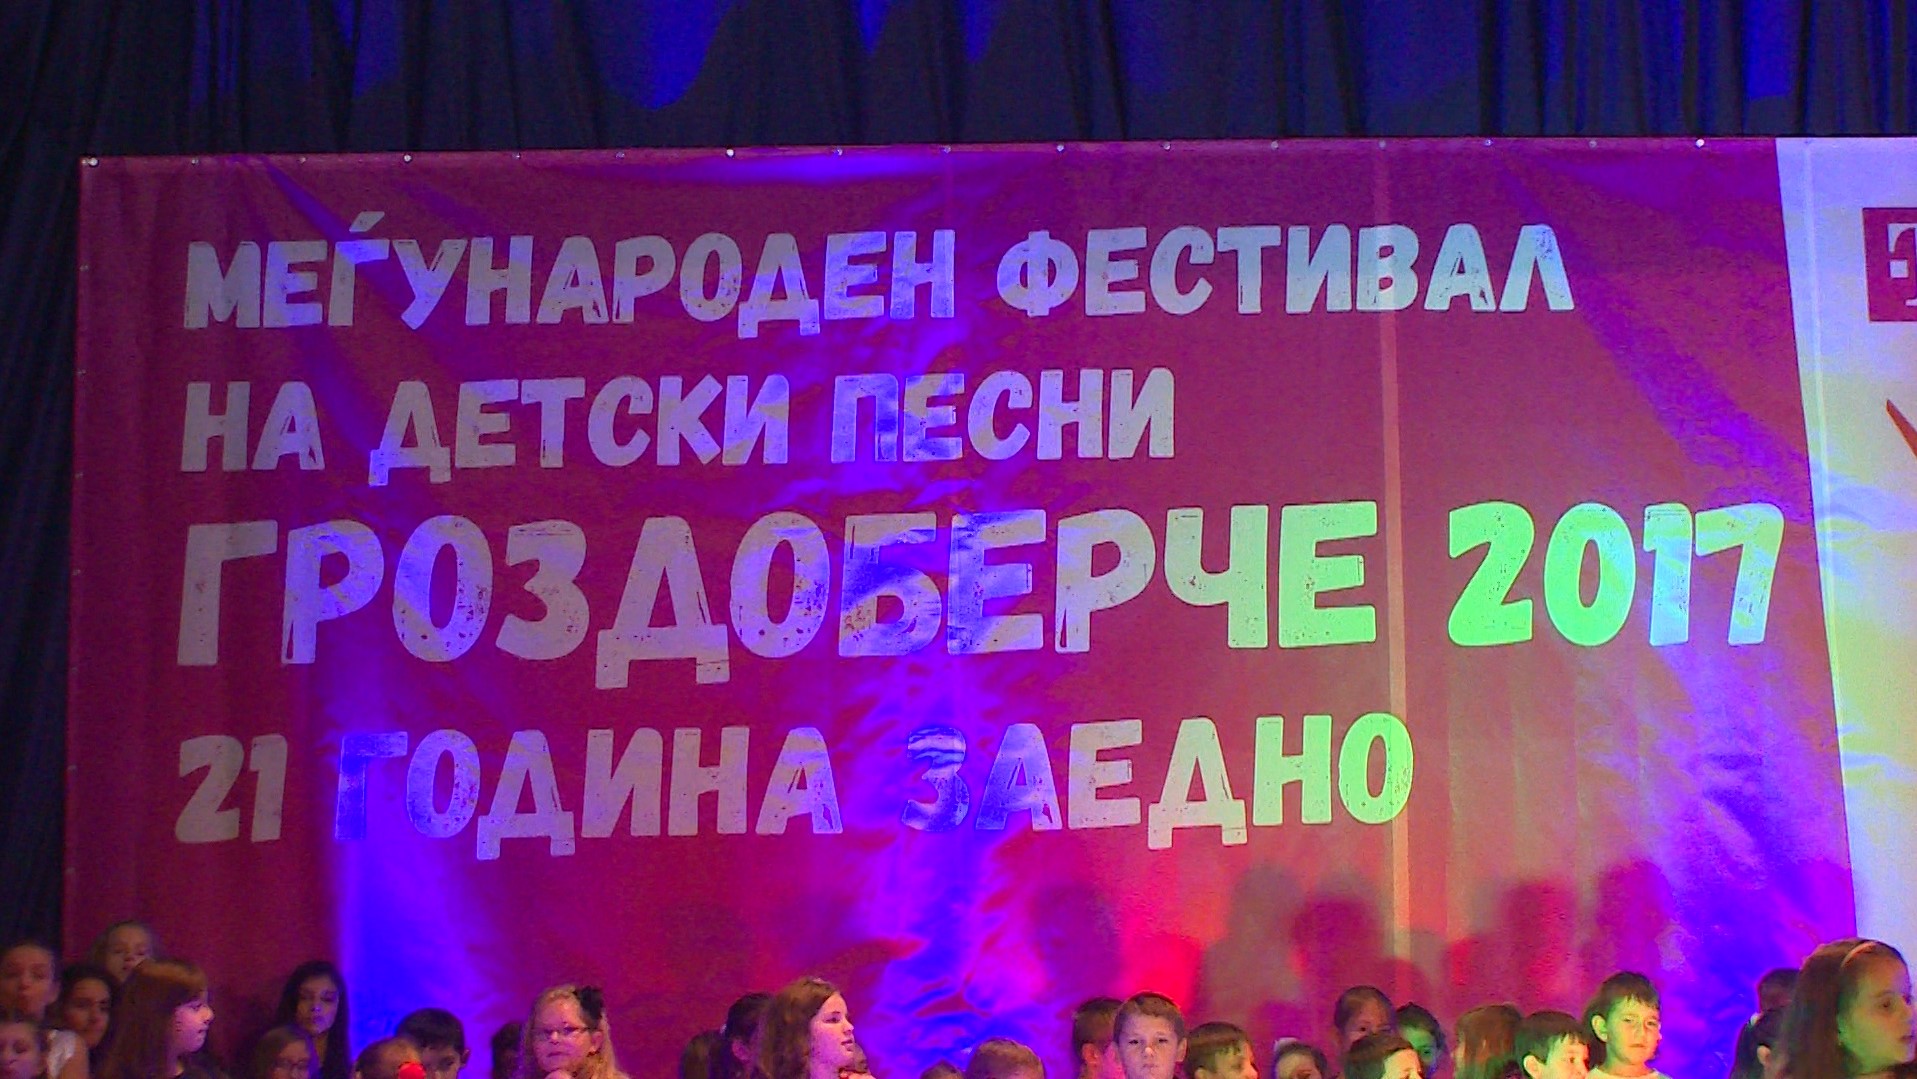 МЕЃУНАРОДЕН ФЕСТИВАЛ
НА ДЕТСКИ ПЕСНИ
ГРОЗДОБЕРЧЕ 2017
21 ГОДИНА ЗАЕДНО